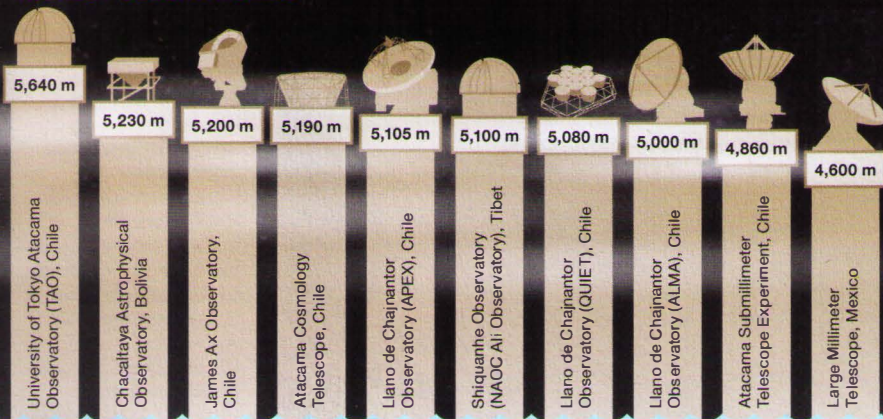 5,640 m
University of Tokyo Atacama
Observatory (TAO), Chile
5,230 m
Chacaltaya Astrophysical
Observatory, Bolivia
5,200 m
James Ax Observatory,
Chile
5,190 m
Atacama Cosmology
Telescope, Chile
5,105 m
Llano de Chajnantor
Observatory (APEX), Chile
5,100 m
Shiquanhe Observatory
(NAOC Ali Observatory), Tibet
5,080 m
Llano de Chajnantor
Observatory (QUIET), Chile
5,000 m
Llano de Chajnantor
Observatory (ALMA), Chile
4,860 m
Atacama Submillimeter
Telescope Experiment, Chile
4,600 m
Large Millimeter
Telescope, Mexico